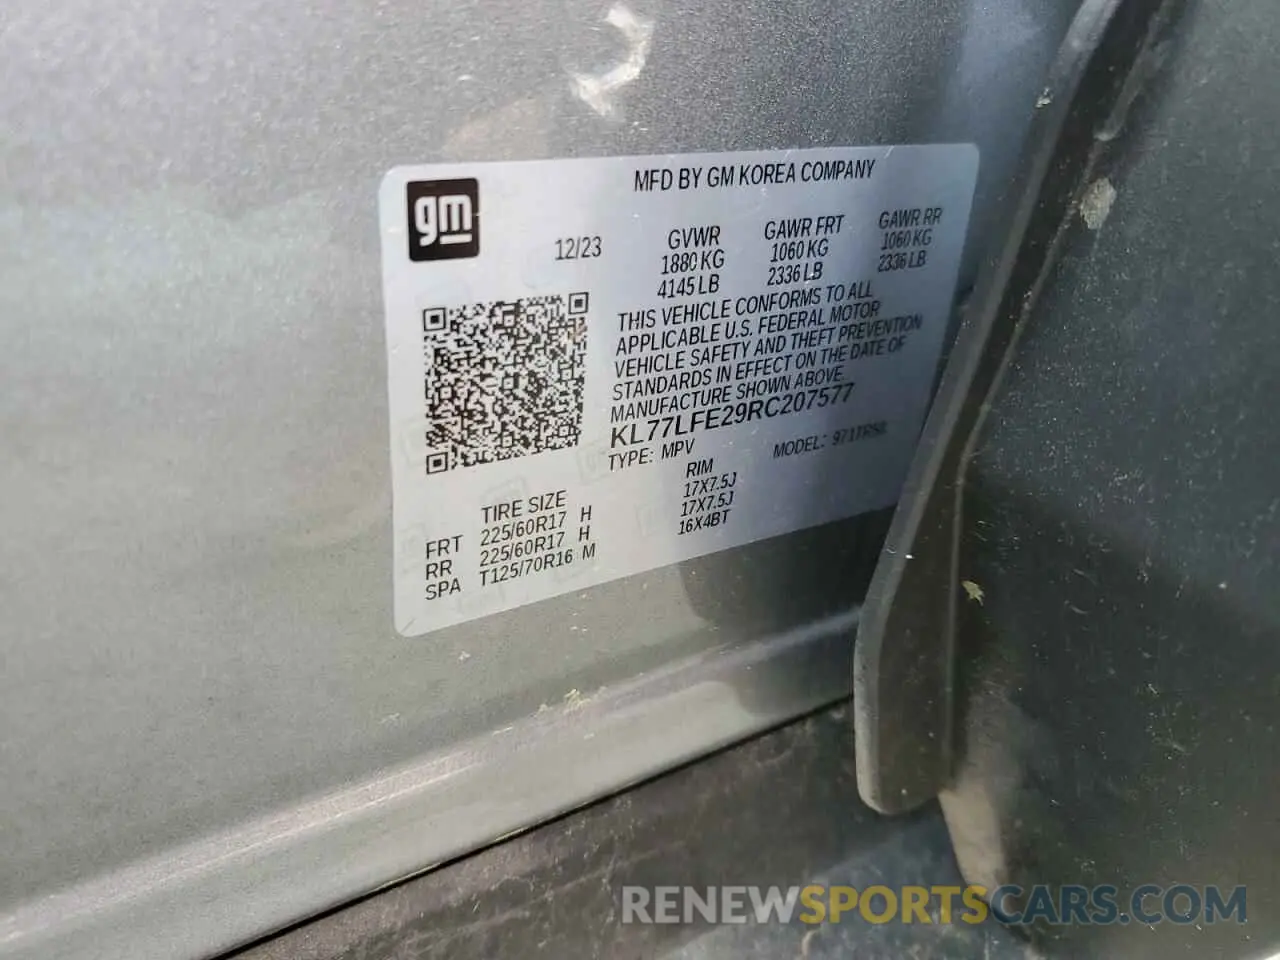 MFD BY GM KOREA COMPANY
gm
12/23
GVWR GAWR FRT GAWR RR
1880 KG 1060 KG 1060 KG
4145 LB 2336 LB 2336 LB
THIS VEHICLE CONFORMS TO ALL
APPLICABLE U.S. FEDERAL MOTOR
VEHICLE SAFETY AND THEFT PREVENTION
STANDARDS IN EFFECT ON THE DATE OF
MANUFACTURE SHOWN ABOVE.
KL77LFE29RC207577
TYPE: MPV MODEL:
TIRE SIZE RIM
FRT 225/60R17 H 17X7.5J
RR 225/60R17 H 17X7.5J
SPA T125/70R16 M 16X4BT
RENEWSPORTSCARS.COM